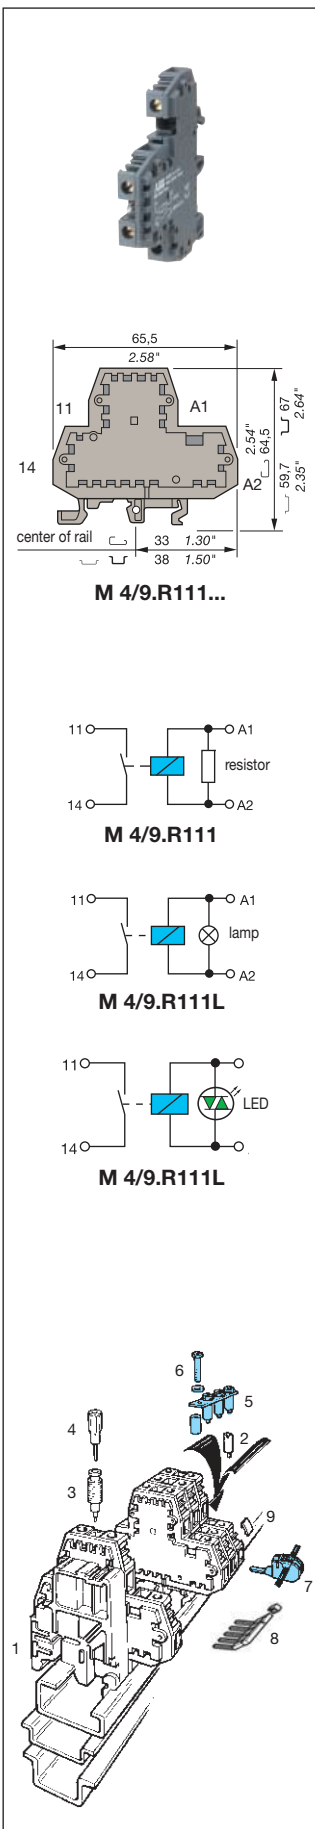 65,5
2.58"
11
A1
14
A2
67
2.64"
2.54"
64,5
59,7
2.35"
center of rail
33 1.30"
38 1.50"
M 4/9.R111...
11
A1
resistor
14
A2
M 4/9.R111
11
A1
lamp
14
A2
M 4/9.R111L
11
LED
14
M 4/9.R111L
6
5
4
2
3
9
7
1
8